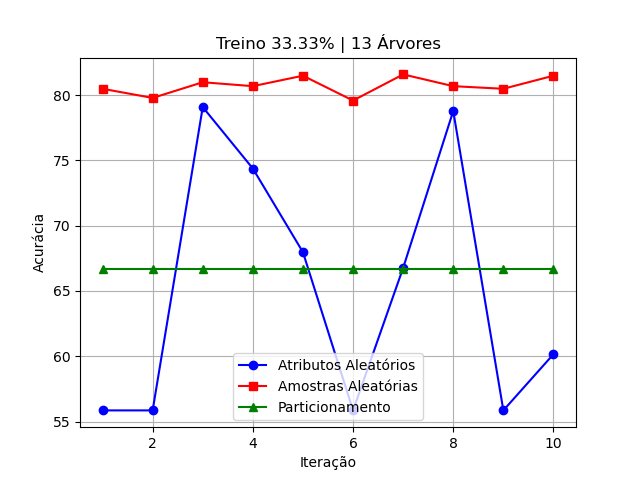 Treino 33.33% | 13 Árvores
80
75
70
65
60
55
Acurácia
Atributos Aleatórios
Amostras Aleatórias
Particionamento
2 4 6 8 10
Iteração